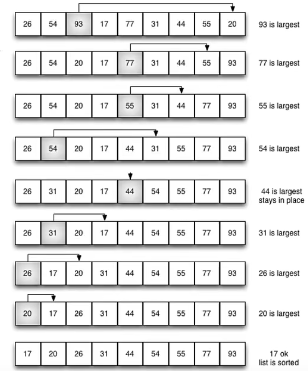 26 54 93 17 77 31 44 55 20 93 is largest
26 54 20 17 77 31 44 55 93 77 is largest
26 54 20 17 55 31 44 77 93 55 is largest
26 54 20 17 44 31 55 77 93 54 is largest
26 31 20 17 44 54 55 77 93 44 is largest
stays in place
26 31 20 17 44 54 55 77 93 31 is largest
26 17 20 31 44 54 55 77 93 26 is largest
20 17 26 31 44 54 55 77 93 20 is largest
17 20 26 31 44 54 55 77 93 17 ok
list is sorted